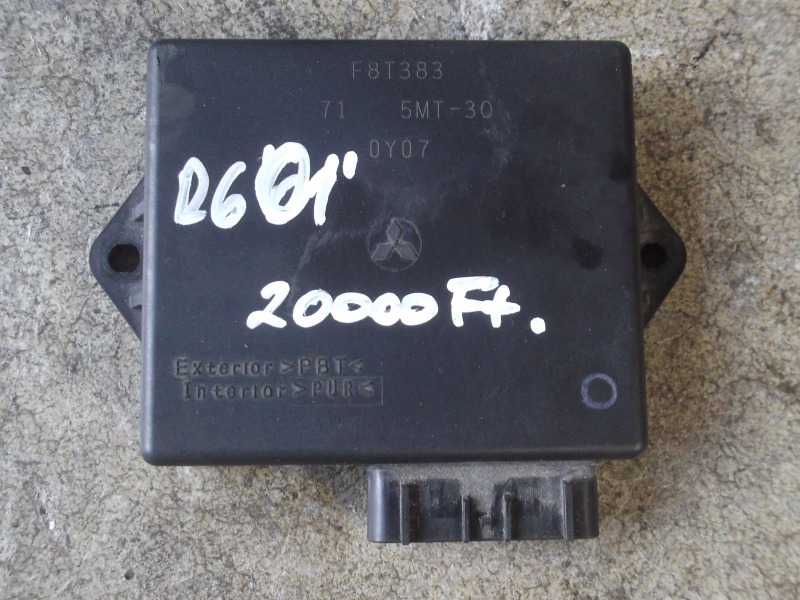 F8T383
71 5MT-30
0Y07
R6 01"
20000 Ft.
Exterior >PBT<
Interior >PUR<